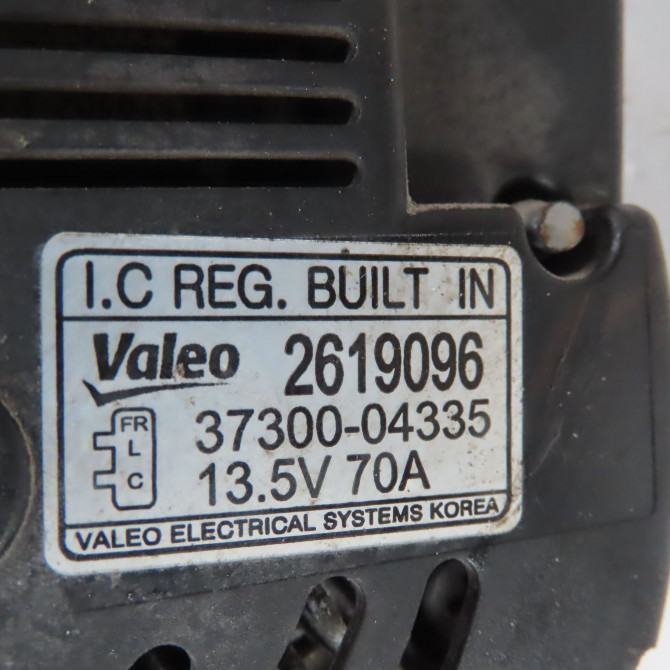 I.C REG. BUILT IN
Valeo 2619096
FR 37300-04335
L
C 13.5V 70A
VALEO ELECTRICAL SYSTEMS KOREA